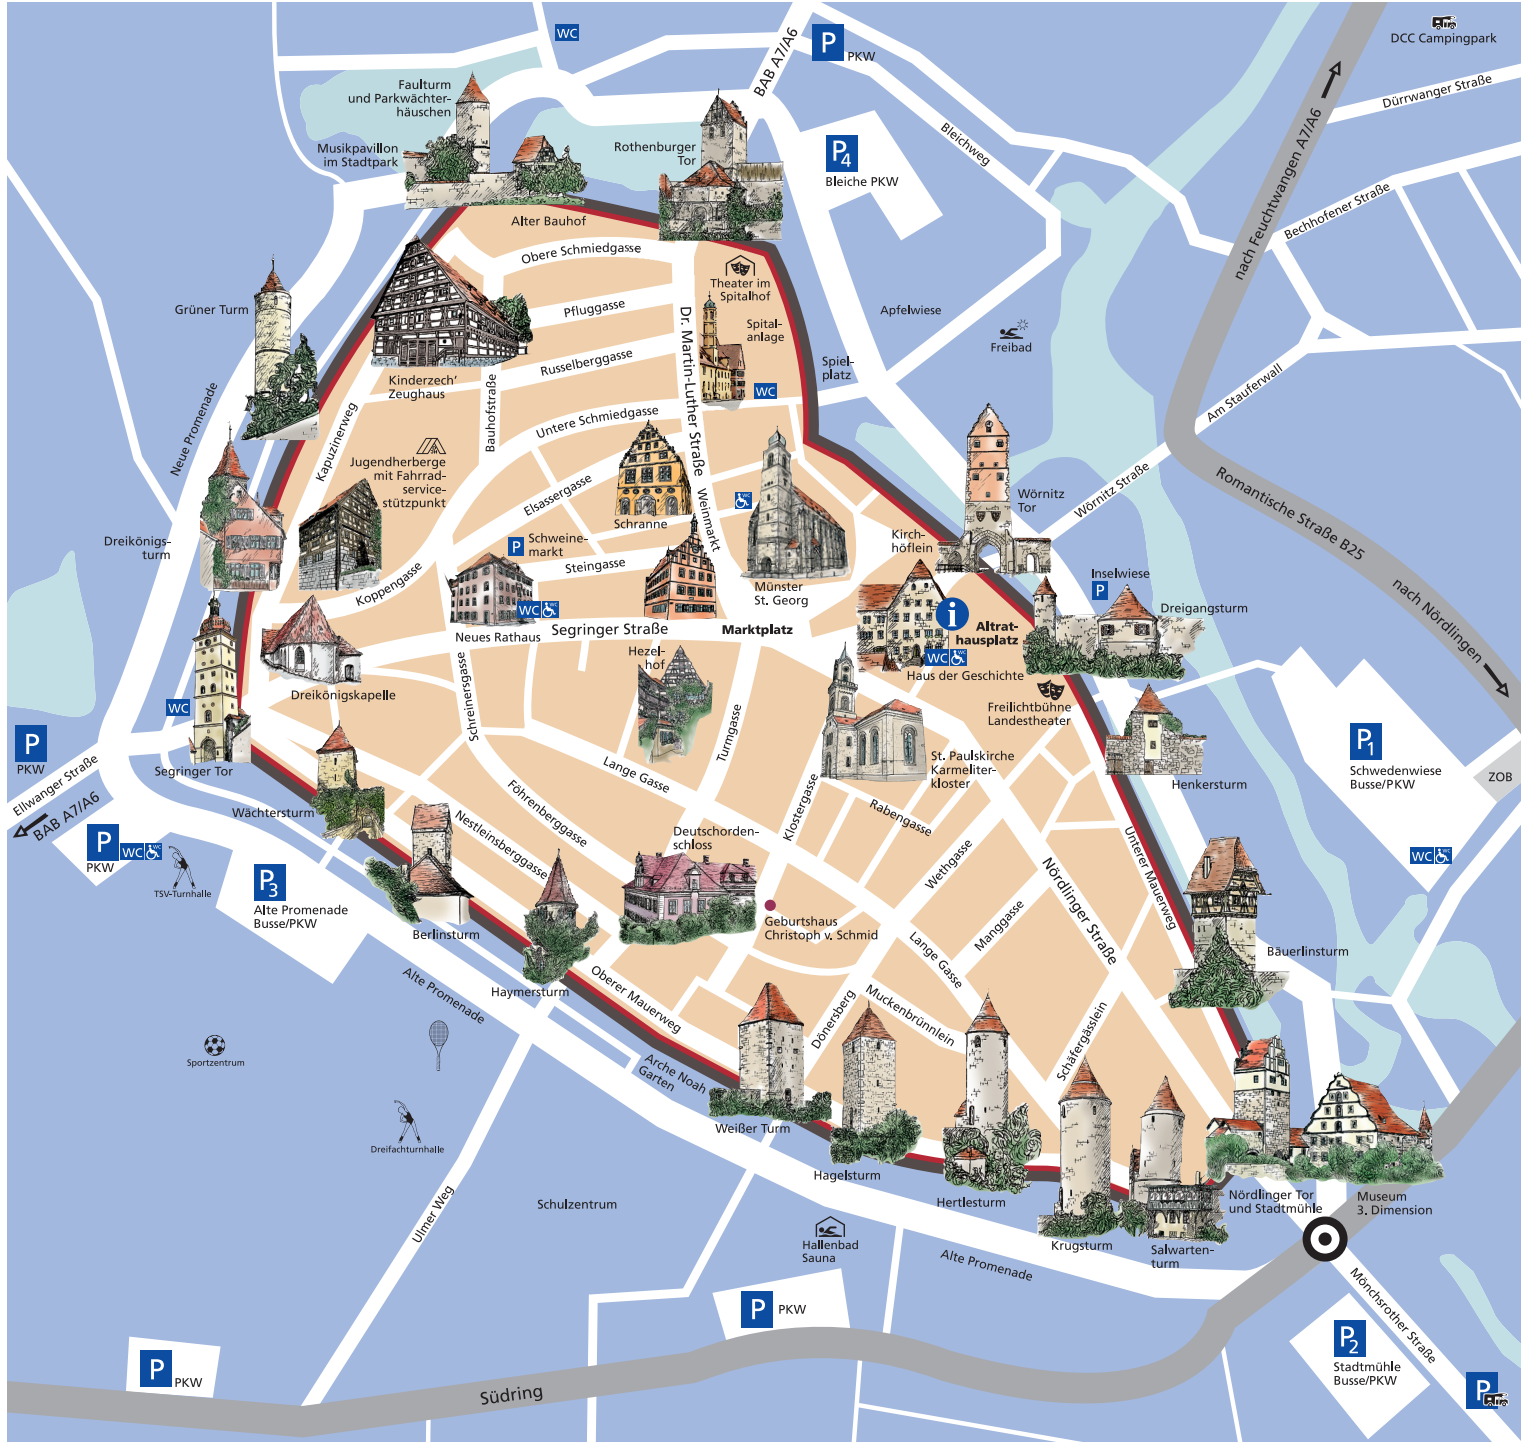 WC
P
PKW
BAB A7/A6
DCC Campingpark
Dürrwanger Straße
Faulturm
und Parkwächter-
häuschen
Musikpavillon
im Stadtpark
Rothenburger
Tor
P4
Bleiche PKW
Bleichweg
nach Feuchtwangen A7/A6
Bechhofener Straße
Alter Bauhof
Obere Schmiedgasse
Theater im
Spitalhof
Grüner Turm
Pfluggasse
Dr. Martin-Luther Straße
Spital-
anlage
Apfelwiese
Freibad
Russelberggasse
Kinderzech'
Zeughaus
Spiel-
platz
WC
Am Stauferwall
Neue Promenade
Kapuzinerweg
Bauhofstraße
Untere Schmiedgasse
Jugendherberge
mit Fahrrad-
service-
stützpunkt
Elsassergasse
Schranne
Weinmarkt
WC
Wörnitz
Tor
Wörnitz Straße
Romantische Straße B25
nach Nördlingen
Dreikönigs-
turm
P
Schweine-
markt
Steingasse
Kirch-
höflein
Münster
St. Georg
Koppengasse
WC
Neues Rathaus
Segringer Straße
Marktplatz
i
Altrat-
hausplatz
WC
Haus der Geschichte
Inselwiese
P
Dreigangsturm
Hezel-
hof
Dreikönigskapelle
Schreinersgasse
Turmgasse
Freilichtbühne
Landestheater
WC
Segringer Tor
P
PKW
Ellwanger Straße
BAB A7/A6
St. Paulskirche
Karmeliter-
kloster
Henkersturm
P1
Schwedenwiese
Busse/PKW
ZOB
Wächtersturm
Lange Gasse
Föhrenberggasse
Nestleinsberggasse
Klostergasse
Rabengasse
P
WC
PKW
TSV-Turnhalle
P3
Alte Promenade
Busse/PKW
Deutschorden-
schloss
Wethgasse
Unterer Mauerweg
WC
WC
Berlinsturm
Geburtshaus
Christoph v. Schmid
Manggasse
Nördlinger Straße
Bäuerlinsturm
Lange Gasse
Haymersturm
Alte Promenade
Oberer Mauerweg
Dönersberg
Muckenbrünnlein
Schäfergässlein
Sportzentrum
Arche Noah
Garten
Weißer Turm
Dreifachturnhalle
Hagelsturm
Hertlesturm
Nördlinger Tor
und Stadtmühle
Museum
3. Dimension
Ulmer Weg
Schulzentrum
Hallenbad
Sauna
Alte Promenade
Krugsturm
Salwarten-
turm
Mönchsrother Straße
P
PKW
P2
Stadtmühle
Busse/PKW
P
PKW
Südring
P